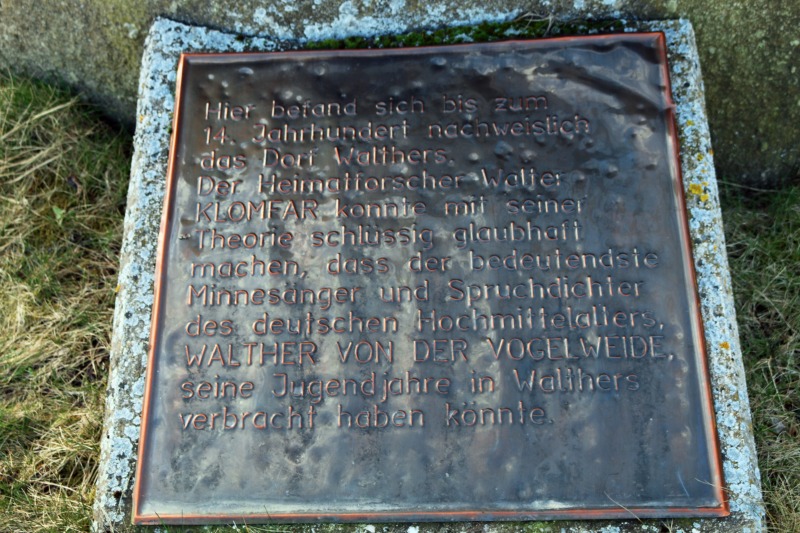 Hier befand sich bis zum
14. Jahrhundert nachweislich
das Dorf Walthers.
Der Heimatforscher Walter
KLOMFAR konnte mit seiner
Theorie schlüssig glaubhaft
machen, dass der bedeutendste
Minnesänger und Spruchdichter
des deutschen Hochmittelalters,
WALTHER VON DER VOGELWEIDE,
seine Jugendjahre in Walthers
verbracht haben könnte.